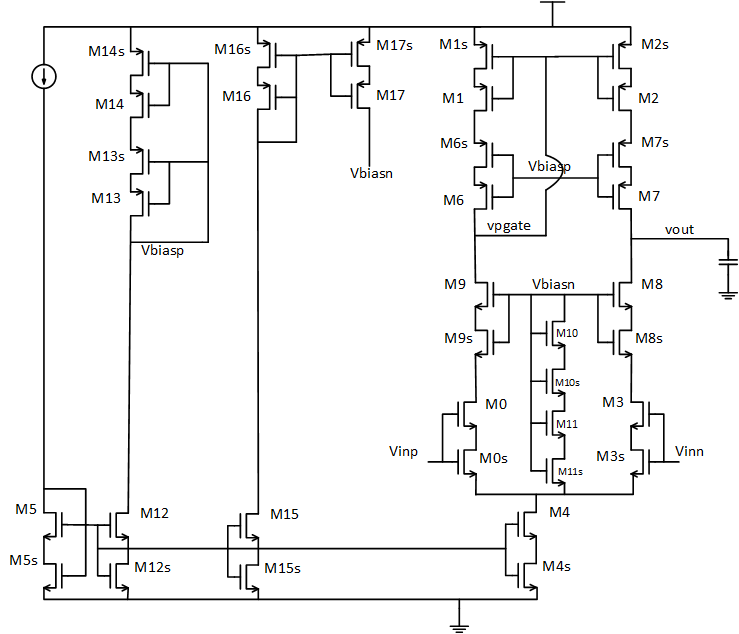 M14s
M16s
M17s
M1s
M2s
M14
M16
M17
M1
M2
M13s
M6s
M7s
Vbiasn
Vbiasp
M13
M6
M7
vpgate
vout
Vbiasp
M9
Vbiasn
M8
M9s
M10
M8s
M10s
M0
M3
M11
Vinp
M0s
M11s
M3s
Vinn
M5
M12
M15
M4
M5s
M12s
M15s
M4s